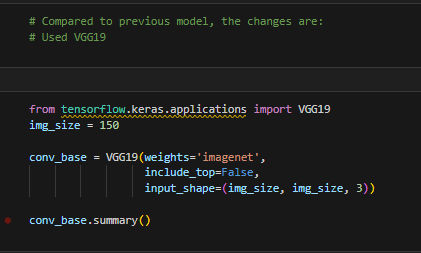 # Compared to previous model, the changes are:
# Used VGG19
from tensorflow.keras.applications import VGG19
img_size = 150
conv_base = VGG19(weights='imagenet',
include_top=False,
input_shape=(img_size, img_size, 3))
conv_base.summary()